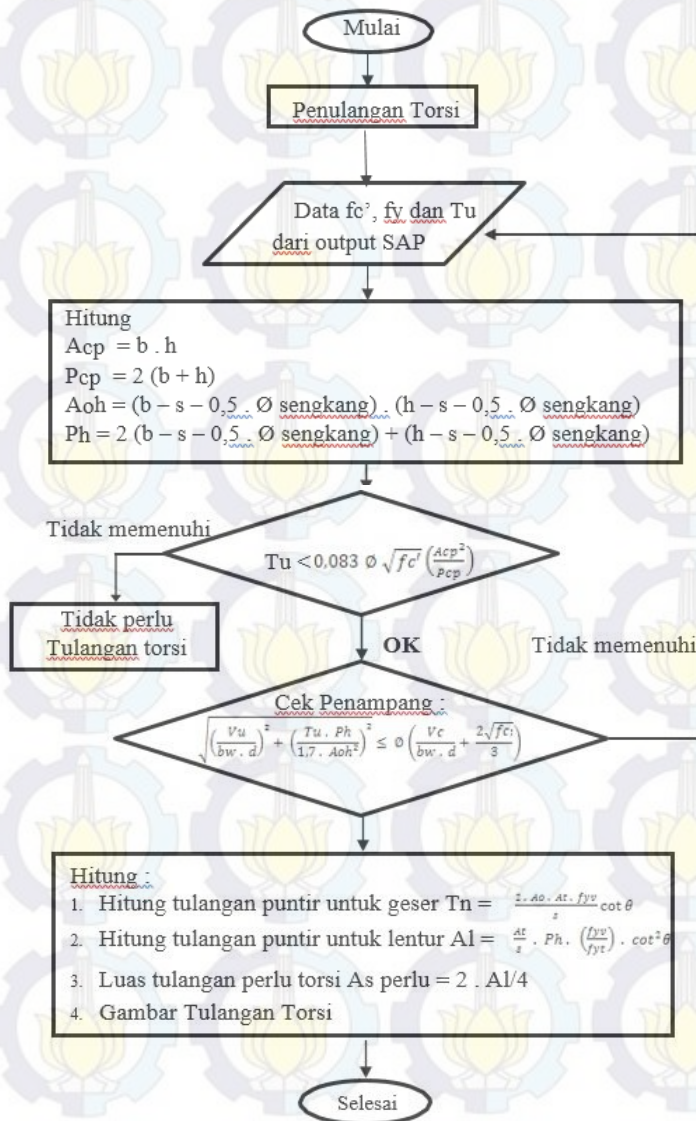 Mulai
Penulangan Torsi
Data fc’, fy dan Tu
dari output SAP
Hitung
Acp = b . h
Pcp = 2 (b + h)
Aoh = (b – s – 0,5 . Ø sengkang) . (h – s – 0,5 . Ø sengkang)
Ph = 2 (b – s – 0,5 . Ø sengkang) + (h – s – 0,5 . Ø sengkang)
Tidak memenuhi
Tu < 0,083 ∅ √fc' (Acp²/Pcp)
Tidak perlu
Tulangan torsi
OK
Tidak memenuhi
Cek Penampang :
√((Vu/bw . d)² + (Tu . Ph/1,7 . Aoh²)²) ≤ ∅ (Vc/bw . d + 2√fc'/3)
Hitung :
1. Hitung tulangan puntir untuk geser Tn = 2 . Ao . At . fyv/s cot θ
2. Hitung tulangan puntir untuk lentur Al = At/s . Ph . (fyv/fyt) . cot² θ
3. Luas tulangan perlu torsi As perlu = 2 . Al/4
4. Gambar Tulangan Torsi
Selesai